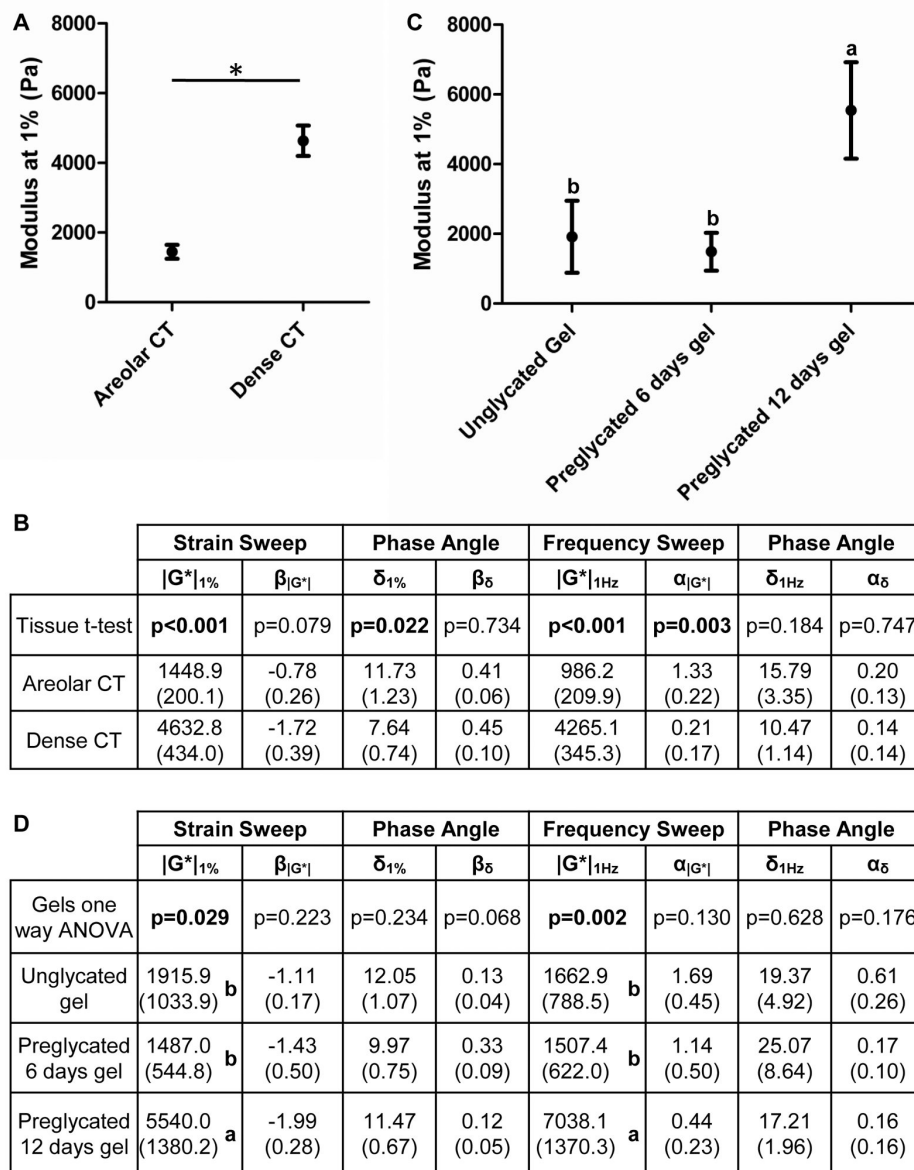 A
8000
6000
4000
2000
0
Modulus at 1% (Pa)
*
Areolar CT
Dense CT
C
8000
6000
4000
2000
0
Modulus at 1% (Pa)
b
b
a
Unglycated Gel
Preglycated 6 days gel
Preglycated 12 days gel
B
Strain Sweep Phase Angle Frequency Sweep Phase Angle
|G*|1% β|G*| δ1% βδ |G*|1Hz α|G*| δ1Hz αδ
Tissue t-test p<0.001 p=0.079 p=0.022 p=0.734 p<0.001 p=0.003 p=0.184 p=0.747
Areolar CT 1448.9 -0.78 11.73 0.41 986.2 1.33 15.79 0.20
(200.1) (0.26) (1.23) (0.06) (209.9) (0.22) (3.35) (0.13)
Dense CT 4632.8 -1.72 7.64 0.45 4265.1 0.21 10.47 0.14
(434.0) (0.39) (0.74) (0.10) (345.3) (0.17) (1.14) (0.14)
D
Strain Sweep Phase Angle Frequency Sweep Phase Angle
|G*|1% β|G*| δ1% βδ |G*|1Hz α|G*| δ1Hz αδ
Gels one
way ANOVA p=0.029 p=0.223 p=0.234 p=0.068 p=0.002 p=0.130 p=0.628 p=0.176
Unglycated 1915.9 b -1.11 12.05 0.13 1662.9 b 1.69 19.37 0.61
gel (1033.9) (0.17) (1.07) (0.04) (788.5) (0.45) (4.92) (0.26)
Preglycated 1487.0 b -1.43 9.97 0.33 1507.4 b 1.14 25.07 0.17
6 days gel (544.8) (0.50) (0.75) (0.09) (622.0) (0.50) (8.64) (0.10)
Preglycated 5540.0 a -1.99 11.47 0.12 7038.1 a 0.44 17.21 0.16
12 days gel (1380.2) (0.28) (0.67) (0.05) (1370.3) (0.23) (1.96) (0.16)